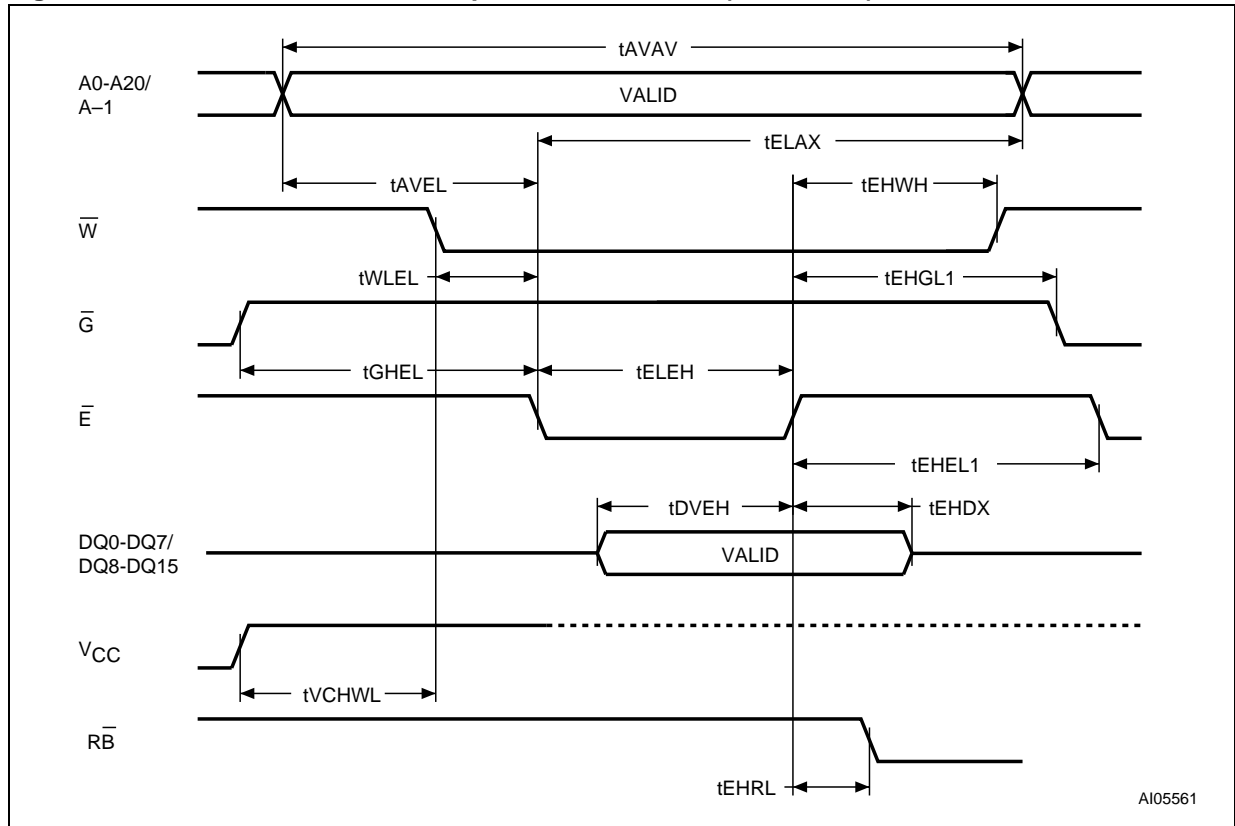 tAVAV
A0-A20/
A–1
VALID
tELAX
tAVEL
tEHWH
W̅
tWLEL
tEHGL1
G̅
tGHEL
tELEH
E̅
tEHEL1
tDVEH
tEHDX
DQ0-DQ7/
DQ8-DQ15
VALID
VCC
tVCHWL
RB̅
tEHRL
AI05561